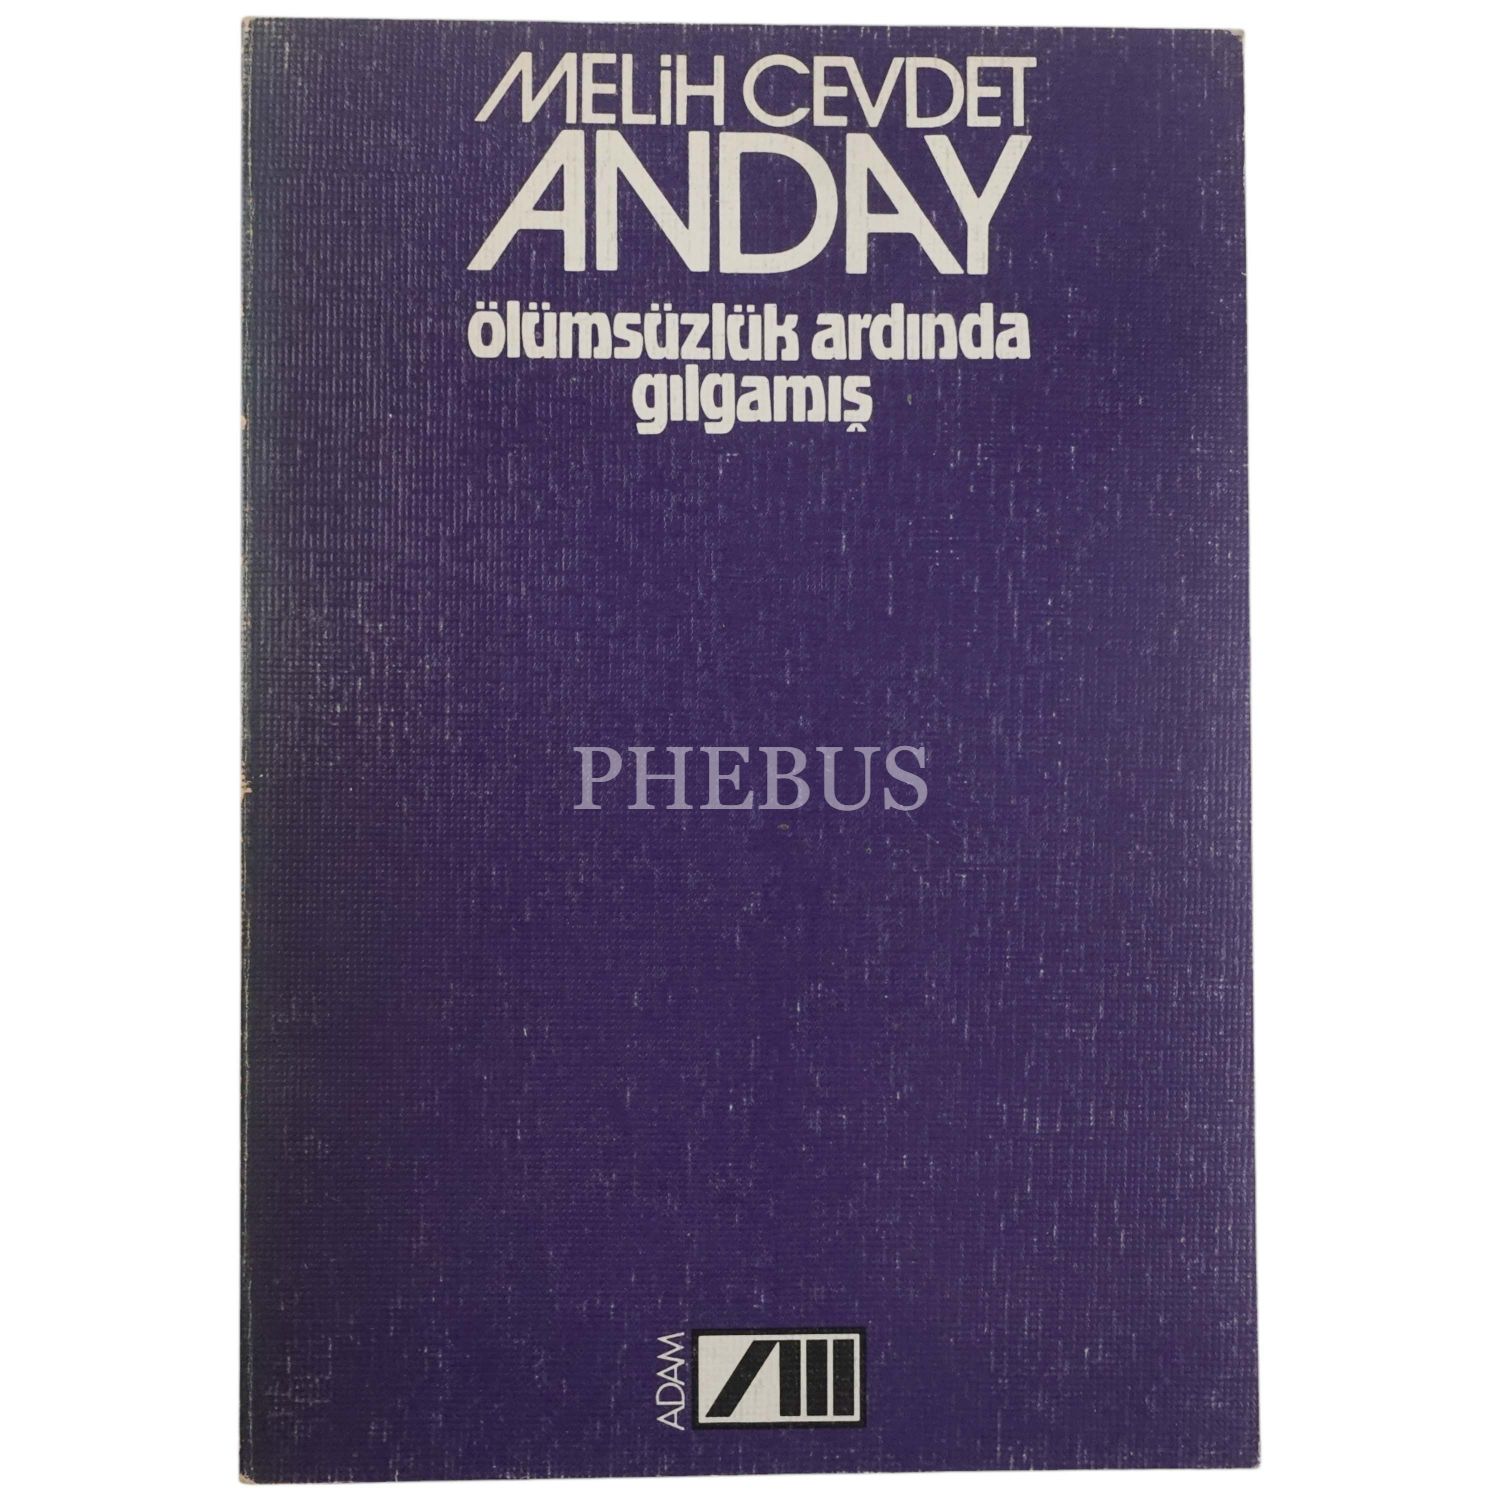 MELİH CEVDET
ANDAY
ölümsüzlük ardında
gılgamış
PHEBUS
ADAM